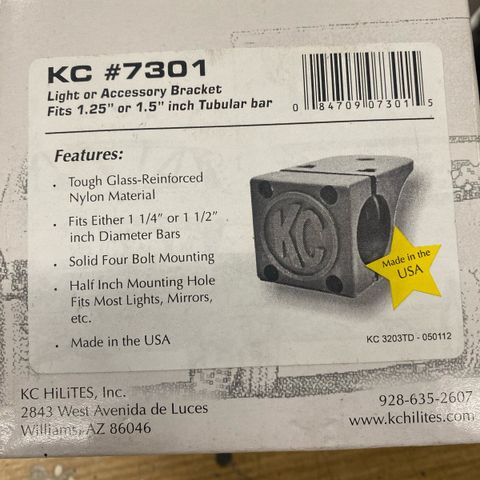 KC #7301
Light or Accessory Bracket
Fits 1.25" or 1.5" inch Tubular bar
0 84709 07301 5
Features:
• Tough Glass-Reinforced
Nylon Material
• Fits Either 1 1/4" or 1 1/2"
inch Diameter Bars
• Solid Four Bolt Mounting
• Half Inch Mounting Hole
Fits Most Lights, Mirrors,
etc.
• Made in the USA
KC
Made in the
USA
KC 3203TD - 050112
KC HiLiTES, Inc.
2843 West Avenida de Luces
Williams, AZ 86046
928-635-2607
www.kchilites.com